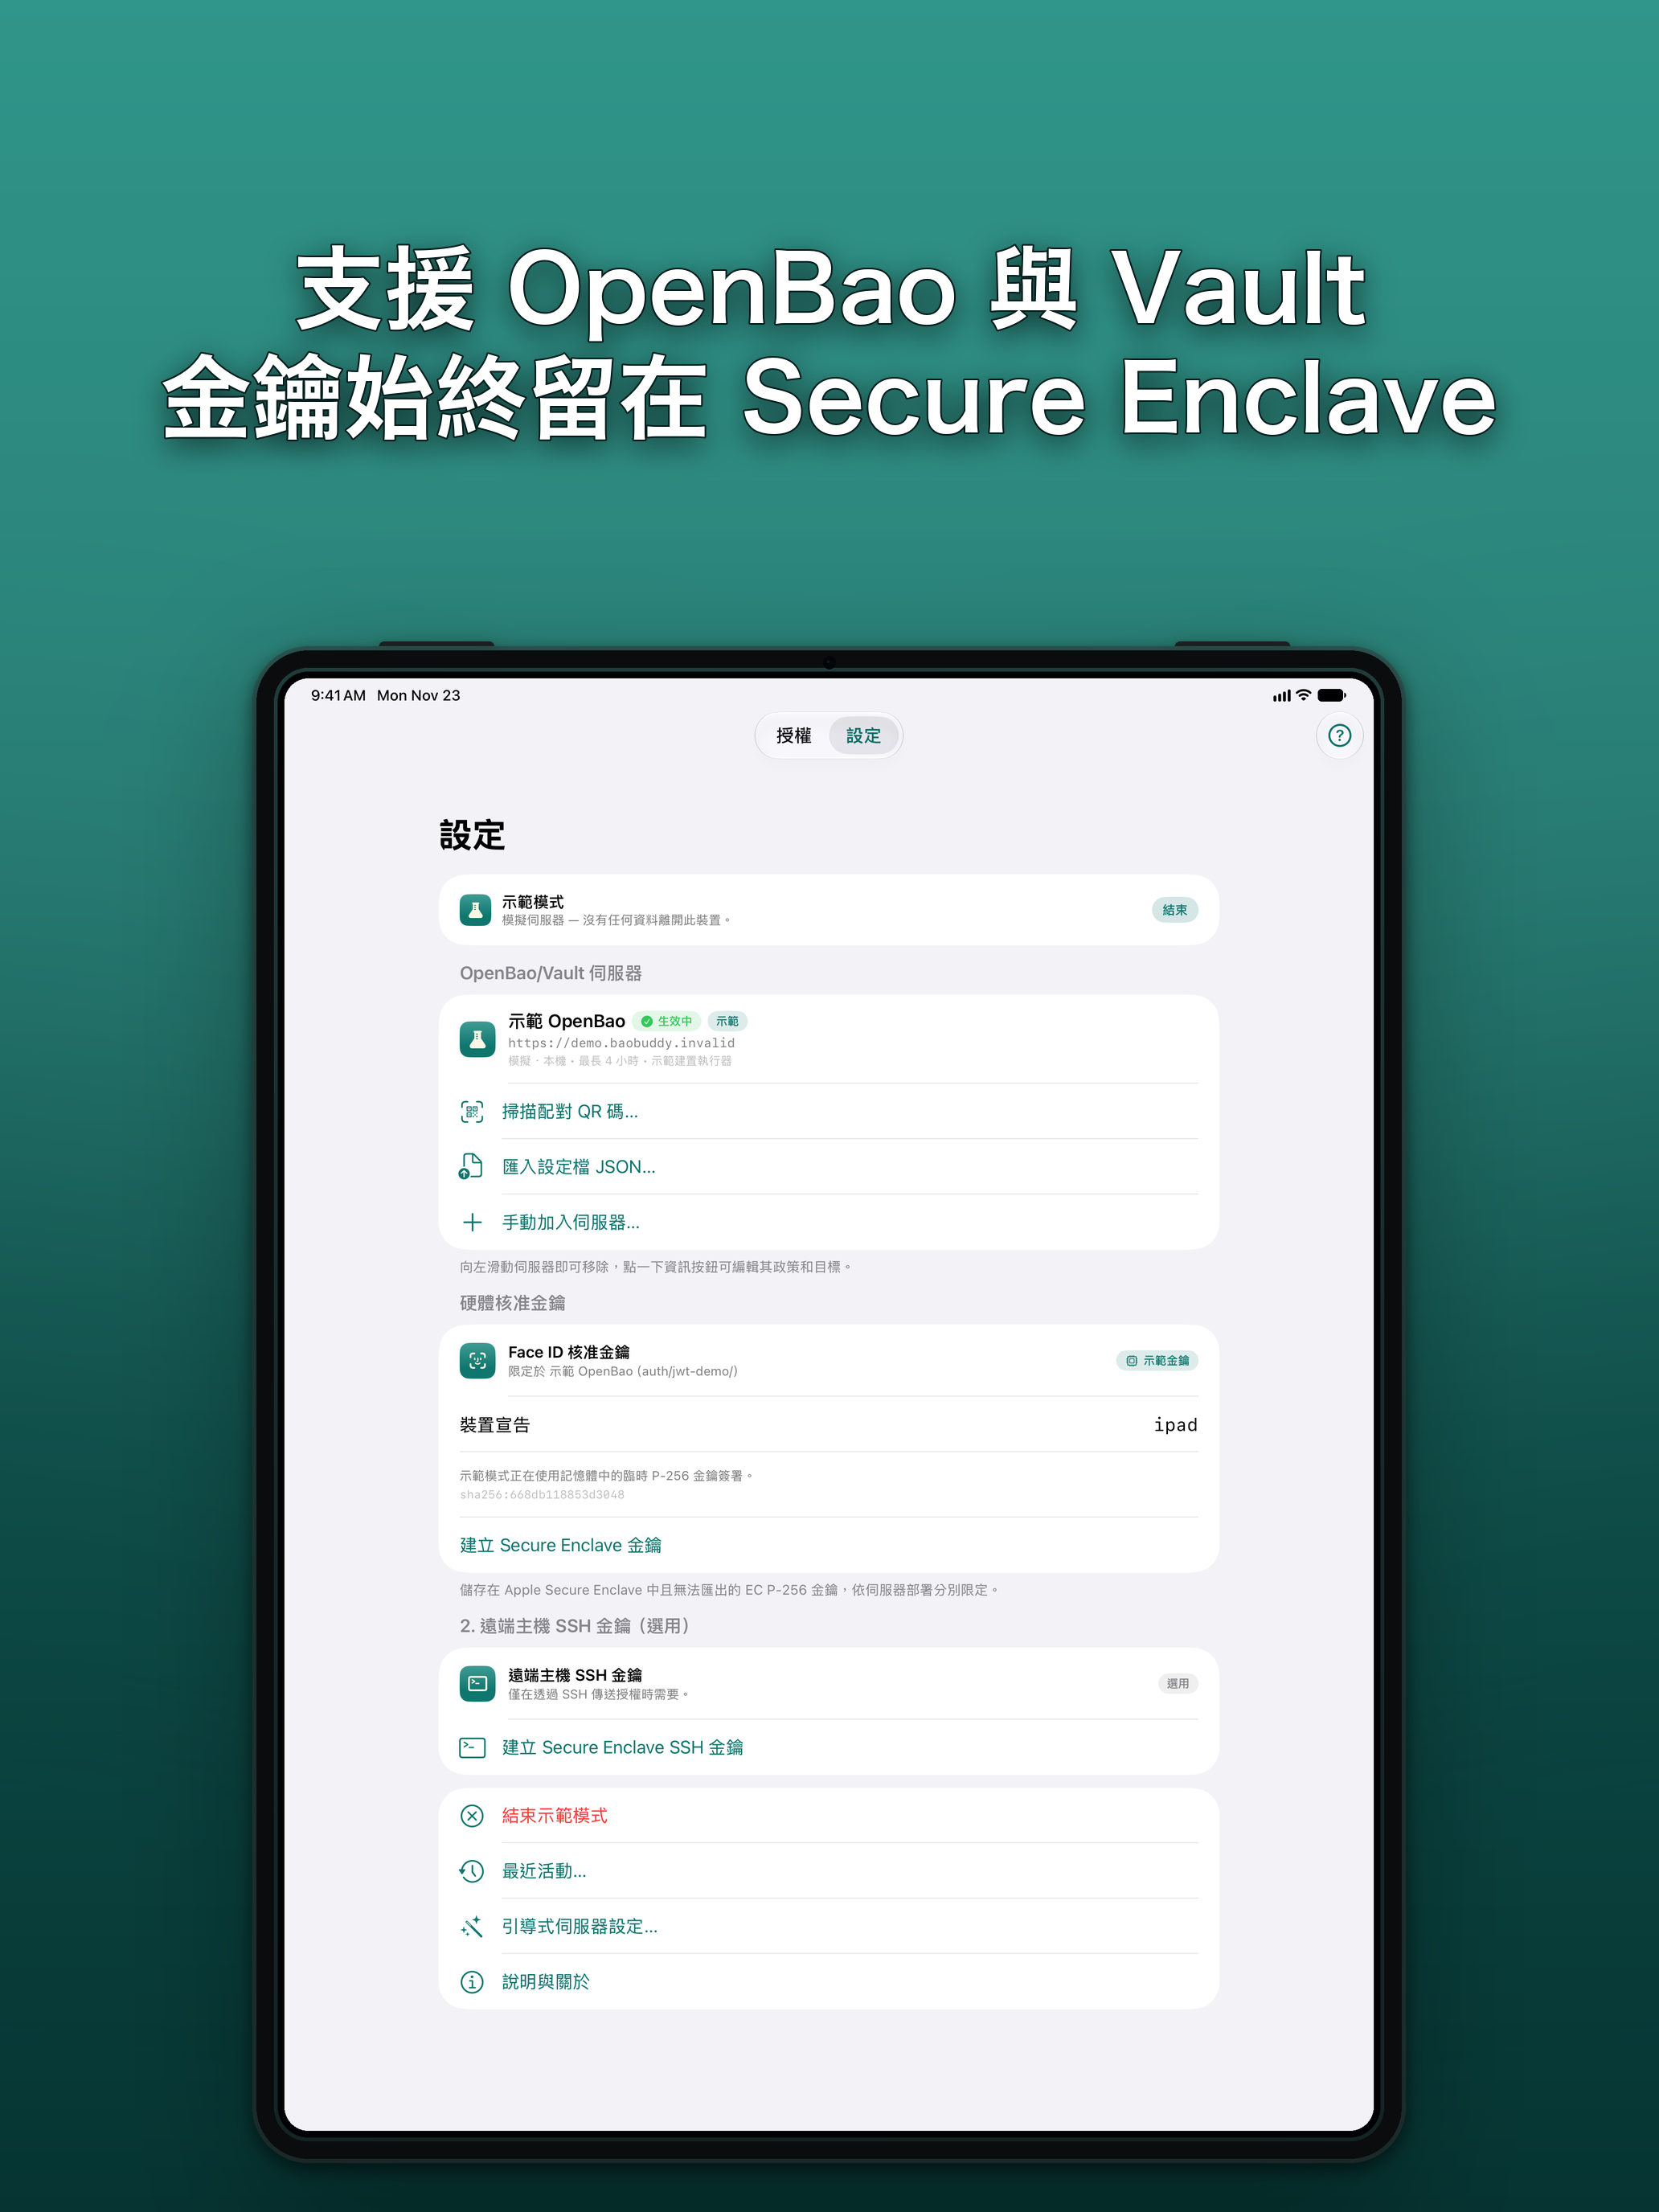 支援 OpenBao 與 Vault
金鑰始終留在 Secure Enclave
9:41 AM Mon Nov 23
授權 設定
設定
示範模式
模擬伺服器 — 沒有任何資料離開此裝置。
結束
OpenBao/Vault 伺服器
示範 OpenBao 生效中 示範
https://demo.baobuddy.invalid
模擬 · 本機 • 最長 4 小時 • 示範建置執行器
掃描配對 QR 碼...
匯入設定檔 JSON...
手動加入伺服器...
向左滑動伺服器即可移除，點一下資訊按鈕可編輯其政策和目標。
硬體核准金鑰
Face ID 核准金鑰
限定於 示範 OpenBao (auth/jwt-demo/)
示範金鑰
裝置宣告 ipad
示範模式正在使用記憶體中的臨時 P-256 金鑰簽署。
sha256:668db118853d3048
建立 Secure Enclave 金鑰
儲存在 Apple Secure Enclave 中且無法匯出的 EC P-256 金鑰，依伺服器部署分別限定。
2. 遠端主機 SSH 金鑰（選用）
遠端主機 SSH 金鑰
僅在透過 SSH 傳送授權時需要。
選用
建立 Secure Enclave SSH 金鑰
結束示範模式
最近活動...
引導式伺服器設定...
說明與關於